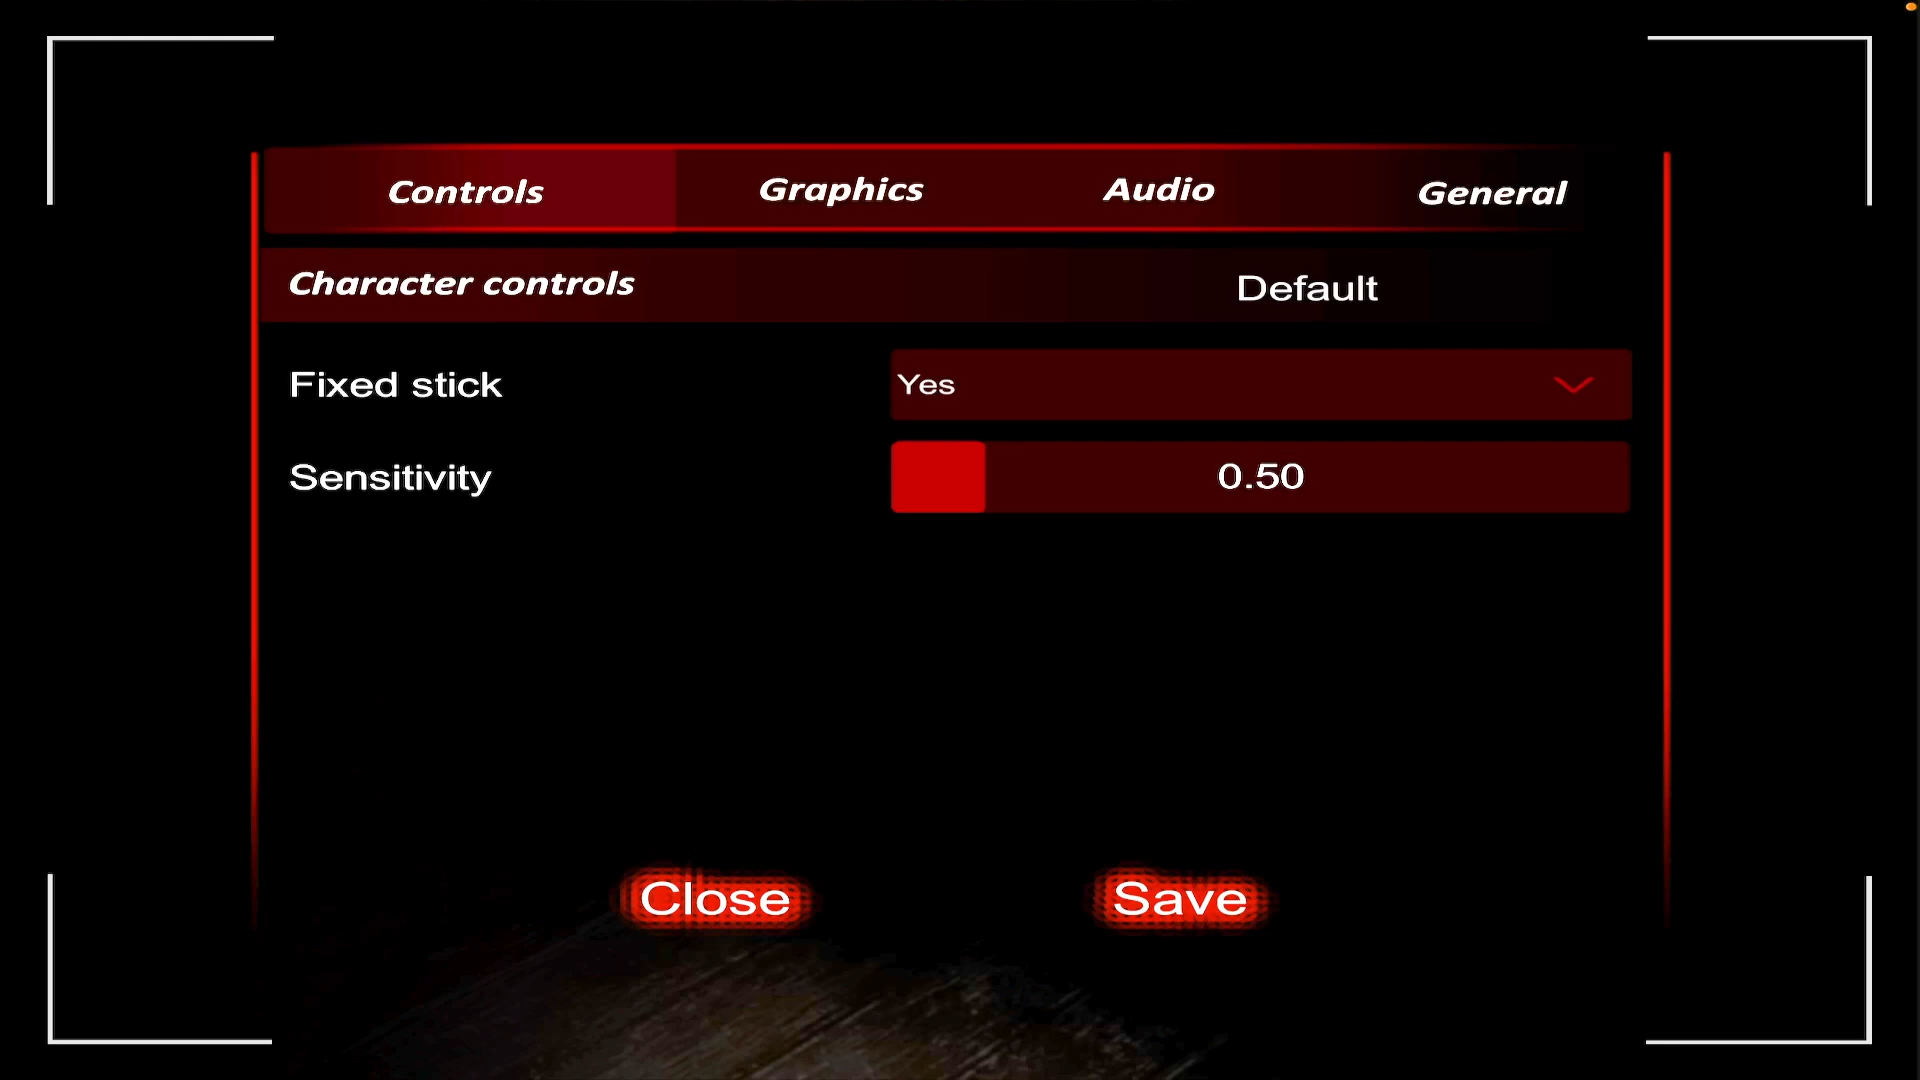 Controls Graphics Audio General
Character controls Default
Fixed stick Yes
Sensitivity 0.50
Close Save